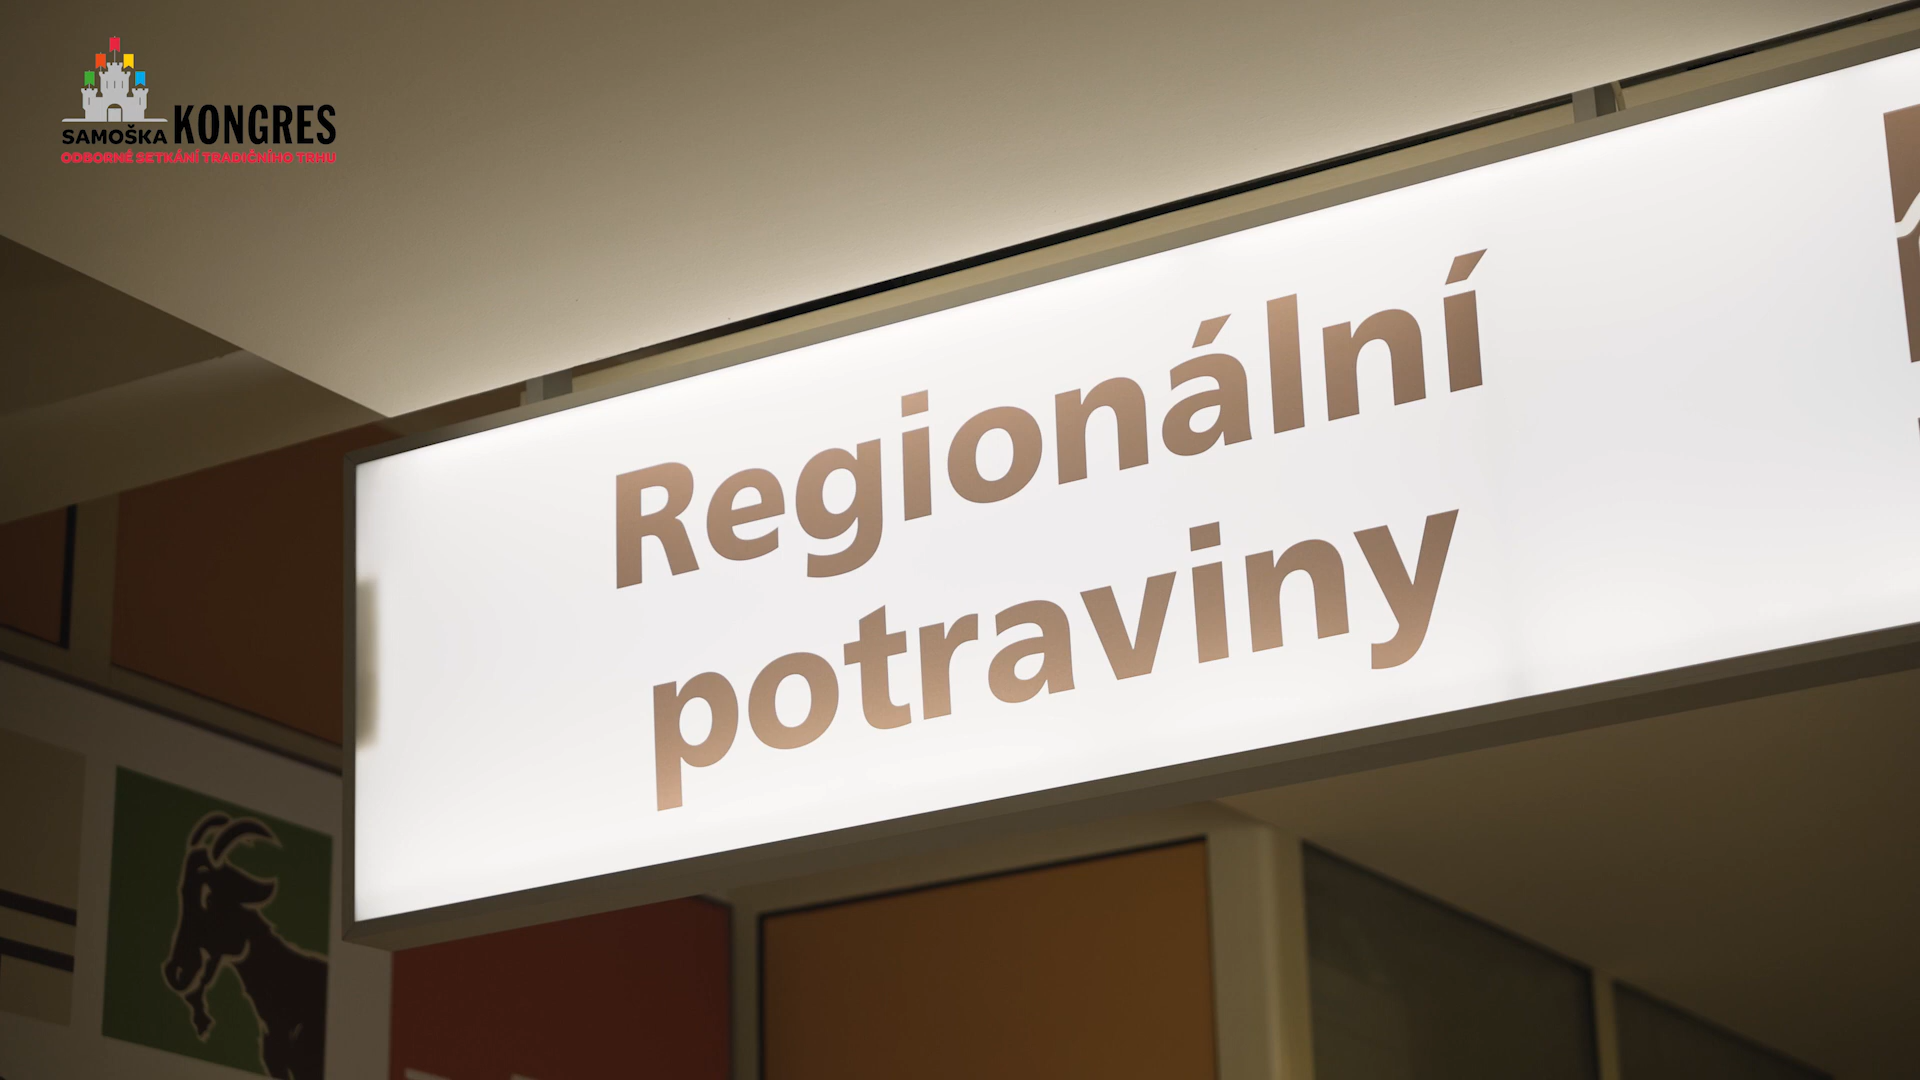 SAMOŠKA KONGRES
ODBORNÉ SETKÁNÍ TRADIČNÍHO TRHU
Regionální
potraviny